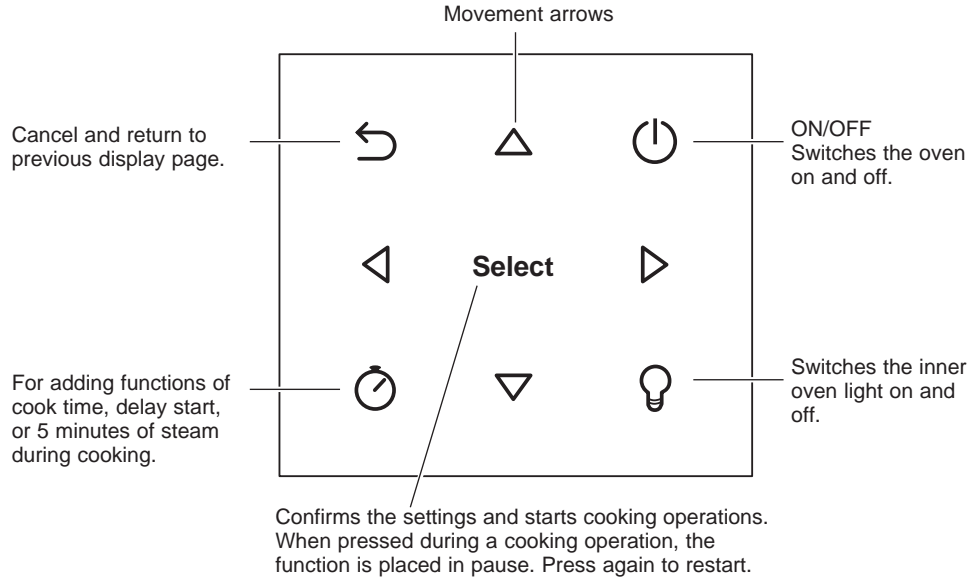 Movement arrows
Cancel and return to
previous display page.
ON/OFF
Switches the oven
on and off.
Select
For adding functions of
cook time, delay start,
or 5 minutes of steam
during cooking.
Switches the inner
oven light on and
off.
Confirms the settings and starts cooking operations.
When pressed during a cooking operation, the
function is placed in pause. Press again to restart.